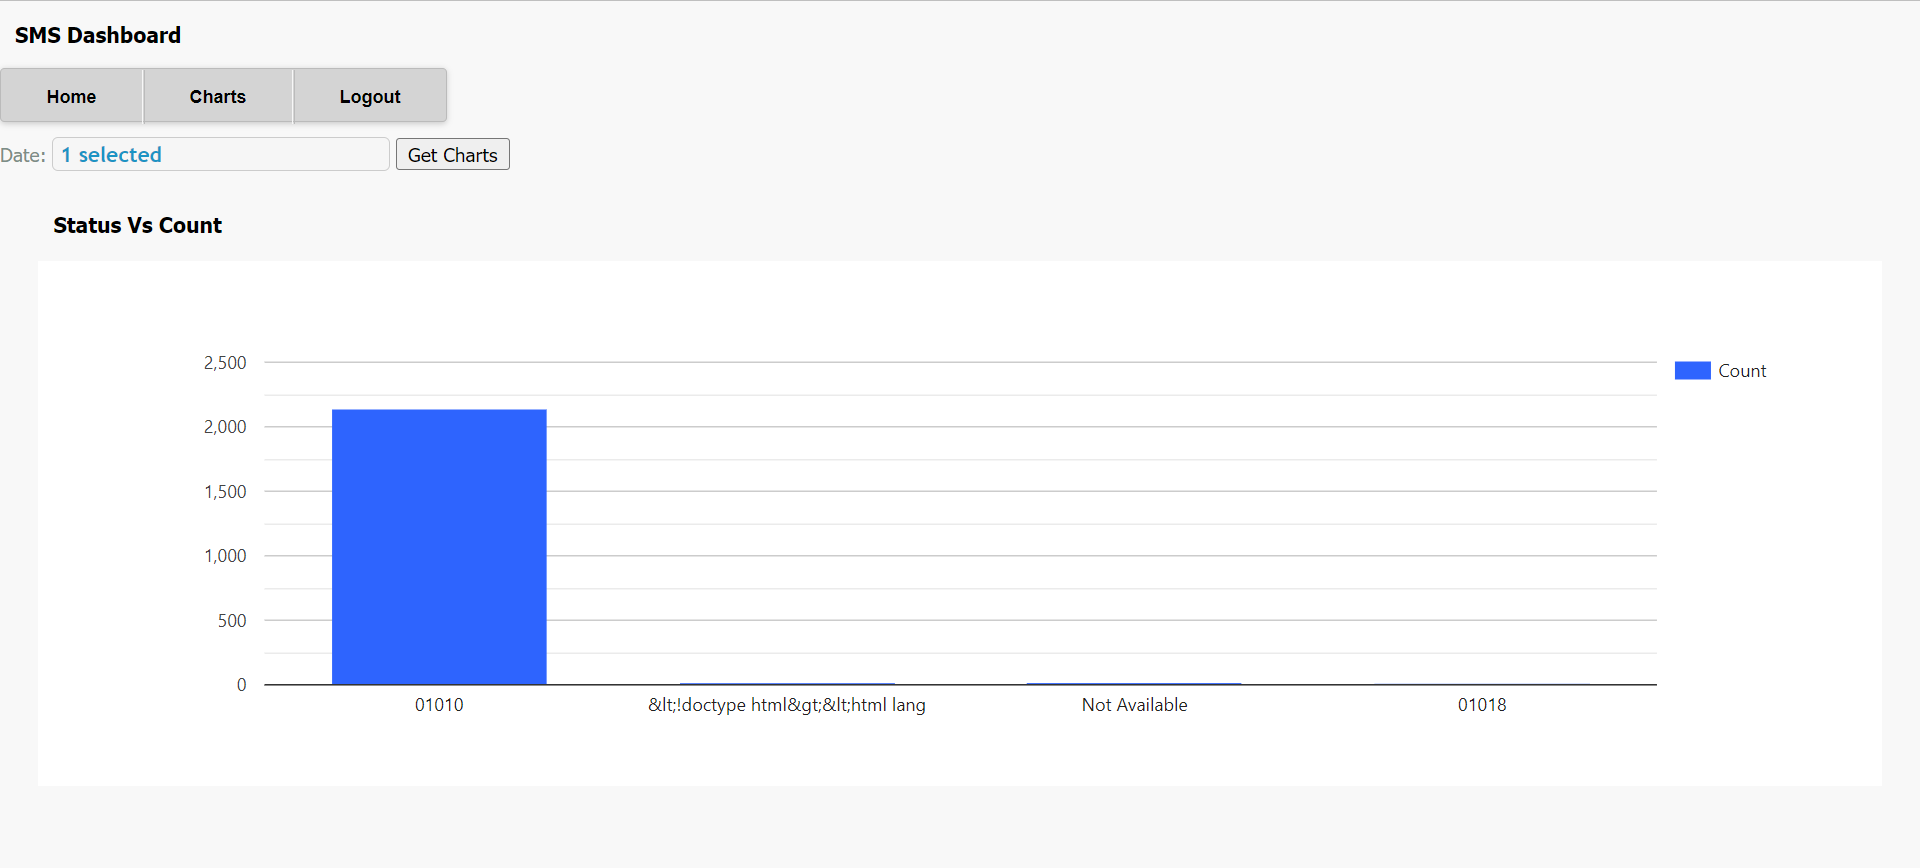 SMS Dashboard
Home Charts Logout
Date: 1 selected Get Charts
Status Vs Count
2,500
Count
2,000
1,500
1,000
500
0
01010 &lt;!doctype html&gt;&lt;html lang Not Available 01018